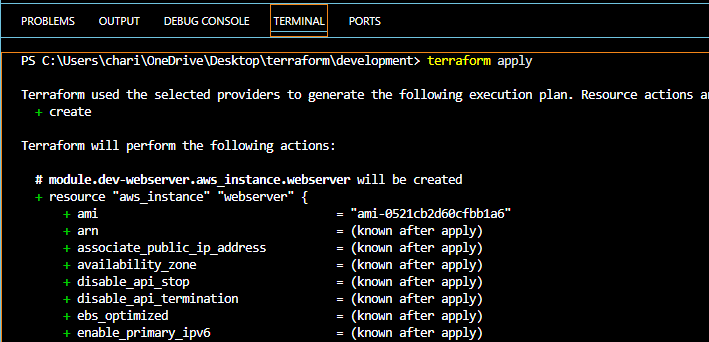 PROBLEMS OUTPUT DEBUG CONSOLE TERMINAL PORTS
PS C:\Users\chari\OneDrive\Desktop\terraform\development> terraform apply
Terraform used the selected providers to generate the following execution plan. Resource actions
+ create
Terraform will perform the following actions:
# module.dev-webserver.aws_instance.webserver will be created
+ resource "aws_instance" "webserver" {
+ ami = "ami-0521cb2d60cfbb1a6"
+ arn = (known after apply)
+ associate_public_ip_address = (known after apply)
+ availability_zone = (known after apply)
+ disable_api_stop = (known after apply)
+ disable_api_termination = (known after apply)
+ ebs_optimized = (known after apply)
+ enable_primary_ipv6 = (known after apply)